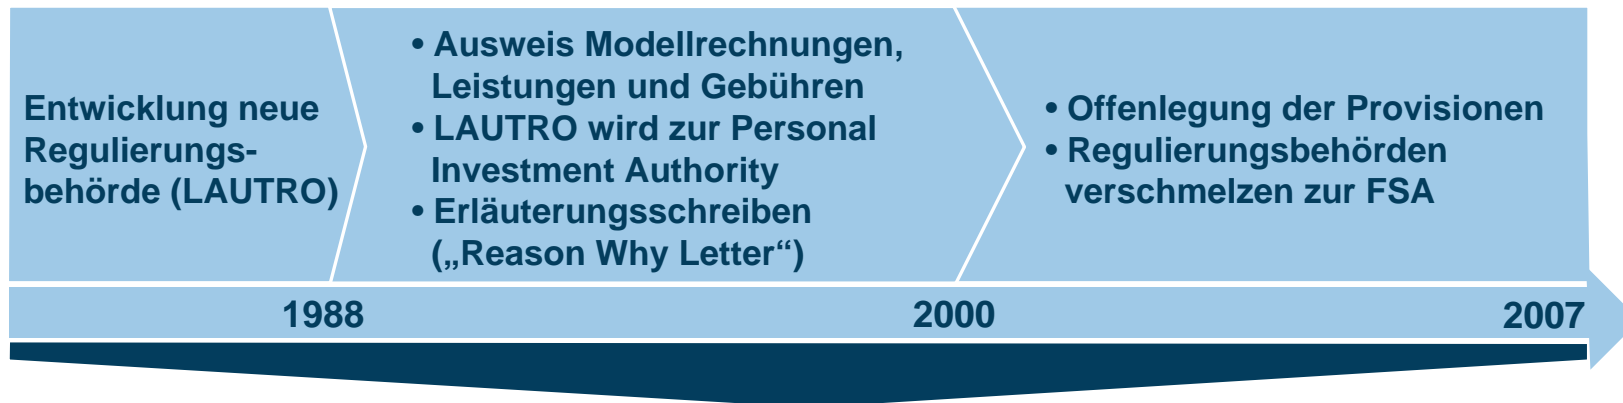 Entwicklung neue
Regulierungs-
behörde (LAUTRO)
• Ausweis Modellrechnungen,
Leistungen und Gebühren
• LAUTRO wird zur Personal
Investment Authority
• Erläuterungsschreiben
(„Reason Why Letter“)
• Offenlegung der Provisionen
• Regulierungsbehörden
verschmelzen zur FSA
1988
2000
2007